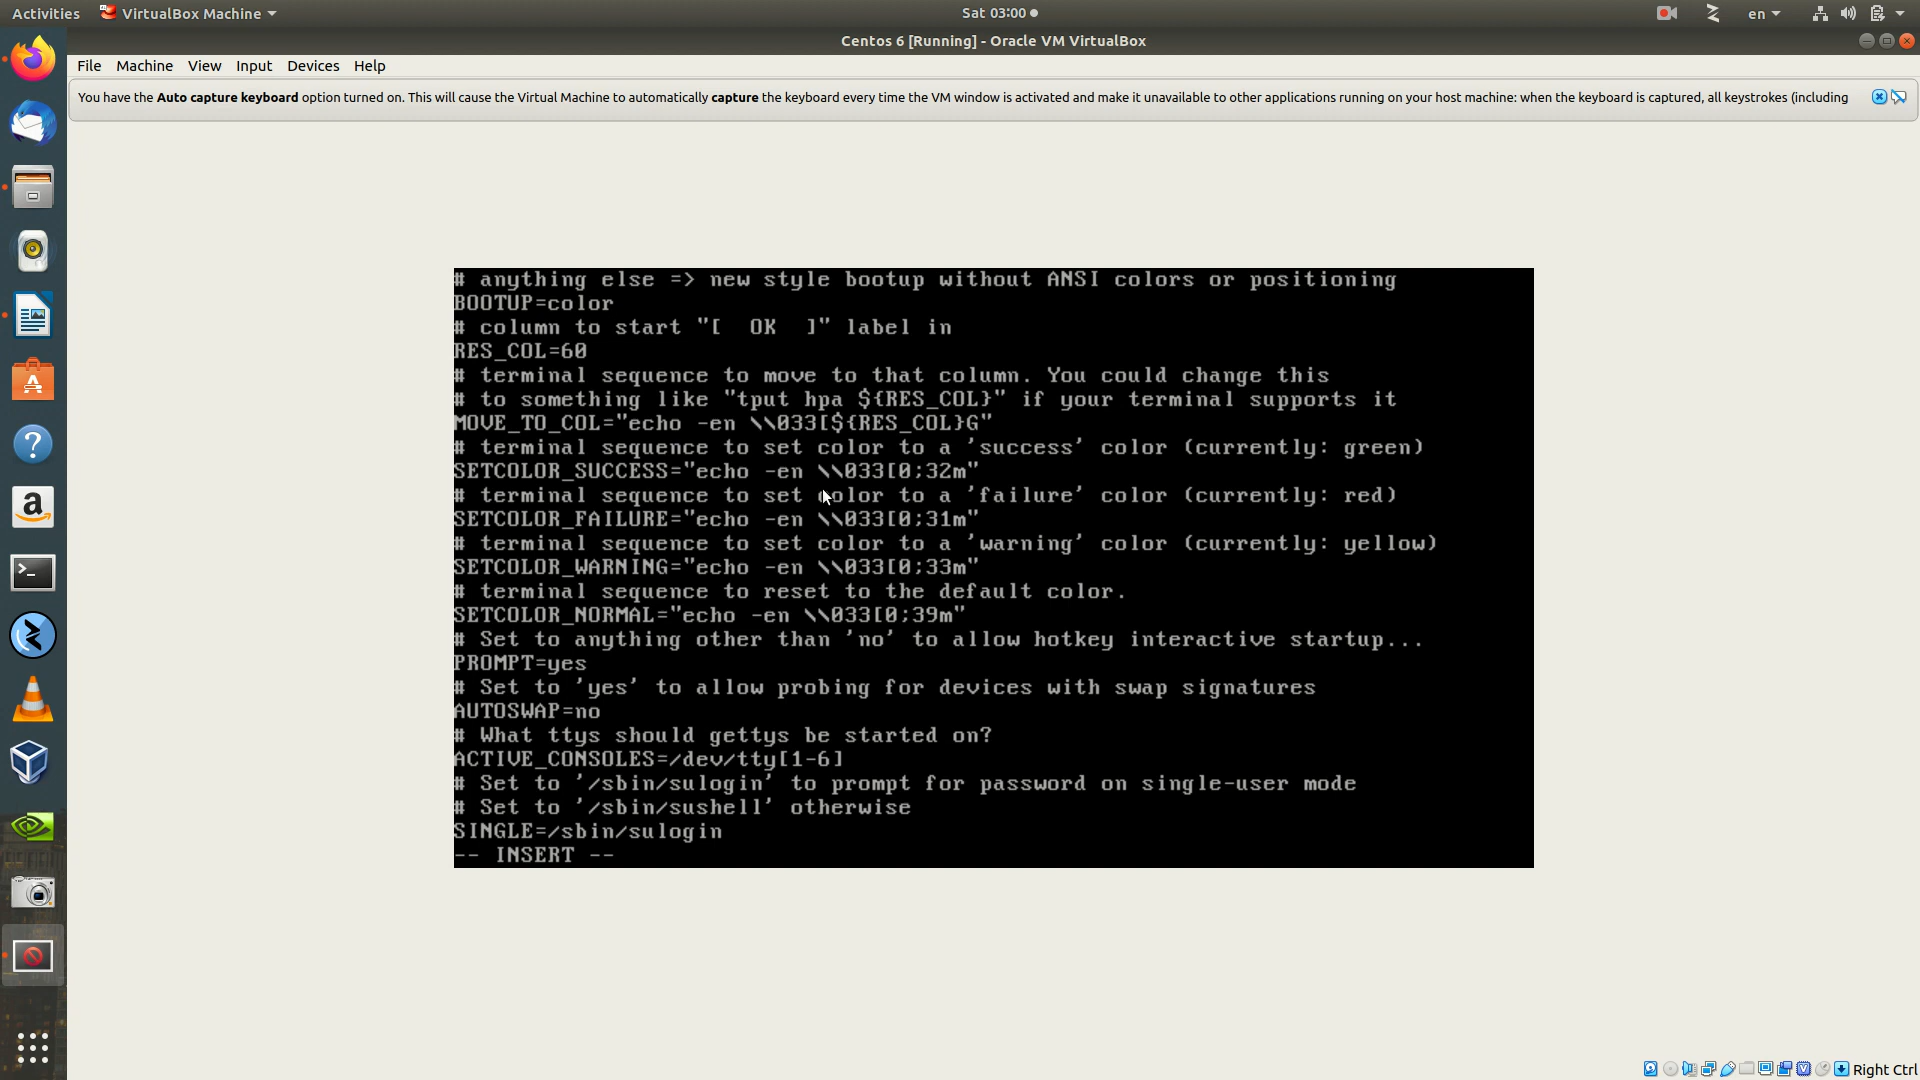 Activities
VirtualBox Machine
Sat 03:00
en
Centos 6 [Running] - Oracle VM VirtualBox
File Machine View Input Devices Help
You have the Auto capture keyboard option turned on. This will cause the Virtual Machine to automatically capture the keyboard every time the VM window is activated and make it unavailable to other applications running on your host machine: when the keyboard is captured, all keystrokes (including
# anything else => new style bootup without ANSI colors or positioning
BOOTUP=color
# column to start "[  OK  ]" label in
RES_COL=60
# terminal sequence to move to that column. You could change this
# to something like "tput hpa ${RES_COL}" if your terminal supports it
MOVE_TO_COL="echo -en \\033[${RES_COL}G"
# terminal sequence to set color to a 'success' color (currently: green)
SETCOLOR_SUCCESS="echo -en \\033[0;32m"
# terminal sequence to set color to a 'failure' color (currently: red)
SETCOLOR_FAILURE="echo -en \\033[0;31m"
# terminal sequence to set color to a 'warning' color (currently: yellow)
SETCOLOR_WARNING="echo -en \\033[0;33m"
# terminal sequence to reset to the default color.
SETCOLOR_NORMAL="echo -en \\033[0;39m"
# Set to anything other than 'no' to allow hotkey interactive startup...
PROMPT=yes
# Set to 'yes' to allow probing for devices with swap signatures
AUTOSWAP=no
# What ttys should gettys be started on?
ACTIVE_CONSOLES=/dev/tty[1-6]
# Set to '/sbin/sulogin' to prompt for password on single-user mode
# Set to '/sbin/sushell' otherwise
SINGLE=/sbin/sulogin
-- INSERT --
Right Ctrl